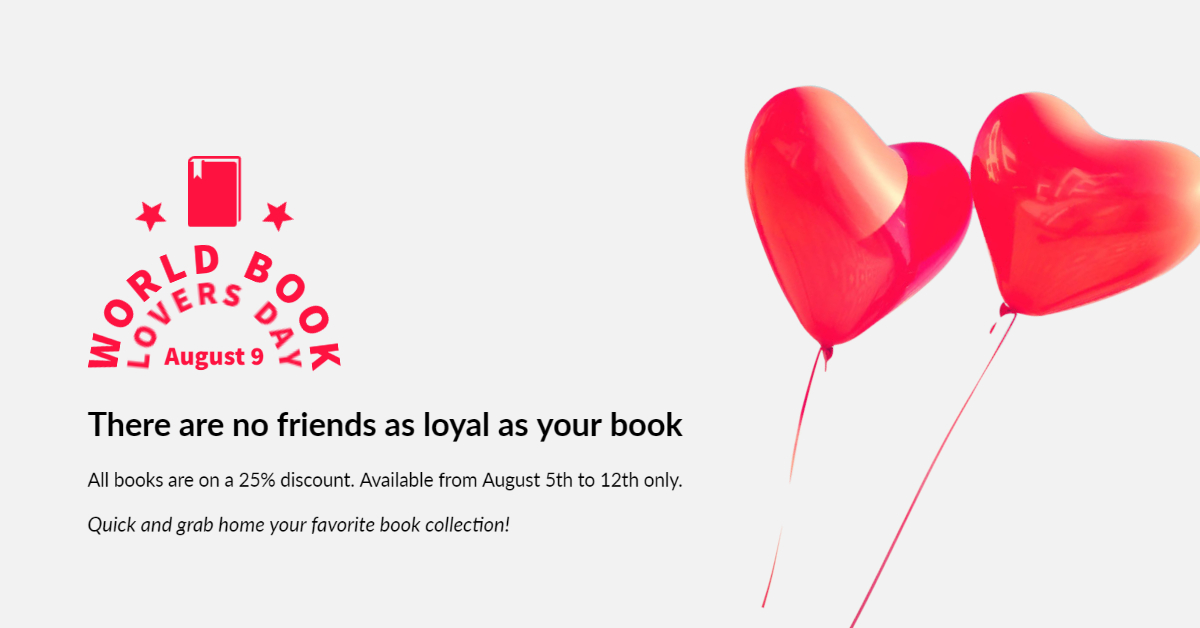 WORLD BOOK
LOVERS DAY
August 9
There are no friends as loyal as your book
All books are on a 25% discount. Available from August 5th to 12th only.
Quick and grab home your favorite book collection!